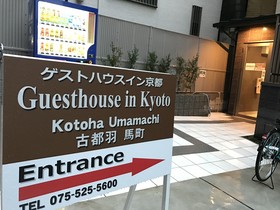 ゲストハウスイン京都
Guesthouse in Kyoto
Kotoha Umamachi
古都羽 馬町
Entrance
TEL 075-525-5600